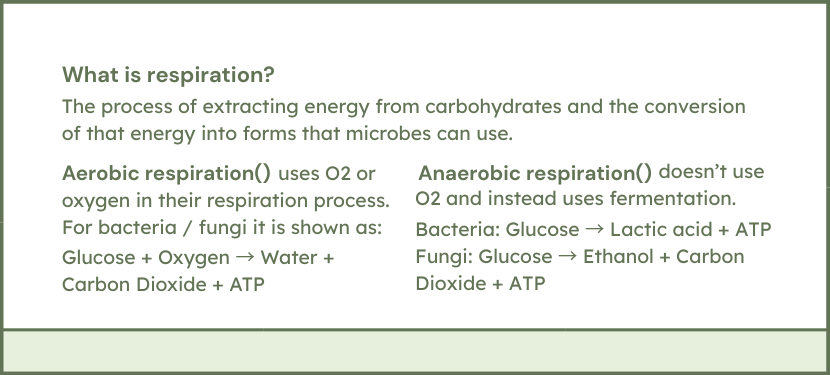 What is respiration?
The process of extracting energy from carbohydrates and the conversion
of that energy into forms that microbes can use.
Aerobic respiration() uses O2 or
oxygen in their respiration process.
For bacteria / fungi it is shown as:
Glucose + Oxygen → Water +
Carbon Dioxide + ATP
Anaerobic respiration() doesn’t use
O2 and instead uses fermentation.
Bacteria: Glucose → Lactic acid + ATP
Fungi: Glucose → Ethanol + Carbon
Dioxide + ATP